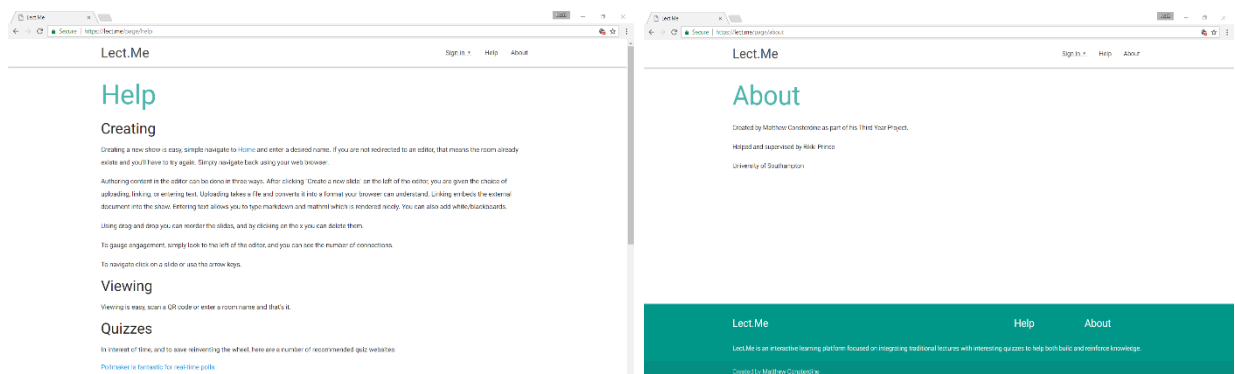 Lect.Me
Secure | https://lect.me/page/help
Lect.Me
Sign In
Help
About
Help
Creating
Creating a new show is easy, simple navigate to Home and enter a desired name. If you are not redirected to an editor, that means the room already
exists and you'll have to try again. Simply navigate back using your web browser.
Authoring content in the editor can be done in three ways. After clicking 'Create a new slide' on the left of the editor, you are given the choice of
uploading, linking, or entering text. Uploading takes a file and converts it into a format your browser can understand. Linking embeds the external
document into the show. Entering text allows you to type markdown and mathml which is rendered nicely. You can also add white/blackboards.
Using drag and drop you can reorder the slides, and by clicking on the x you can delete them.
To gauge engagement, simply look to the left of the editor, and you can see the number of connections.
To navigate click on a slide or use the arrow keys.
Viewing
Viewing is easy, scan a QR code or enter a room name and that's it.
Quizzes
In interest of time, and to save reinventing the wheel, here are a number of recommended quiz websites
Pollmaker is fantastic for real-time polls
Lect.Me
Secure | https://lect.me/page/about
Lect.Me
Sign In
Help
About
About
Created by Matthew Consterdine as part of his Third Year Project.
Helped and supervised by Rikki Prince
University of Southampton
Lect.Me
Help
About
Lect.Me is an interactive learning platform focused on integrating traditional lectures with interesting quizzes to help both build and reinforce knowledge.
Created by Matthew Consterdine